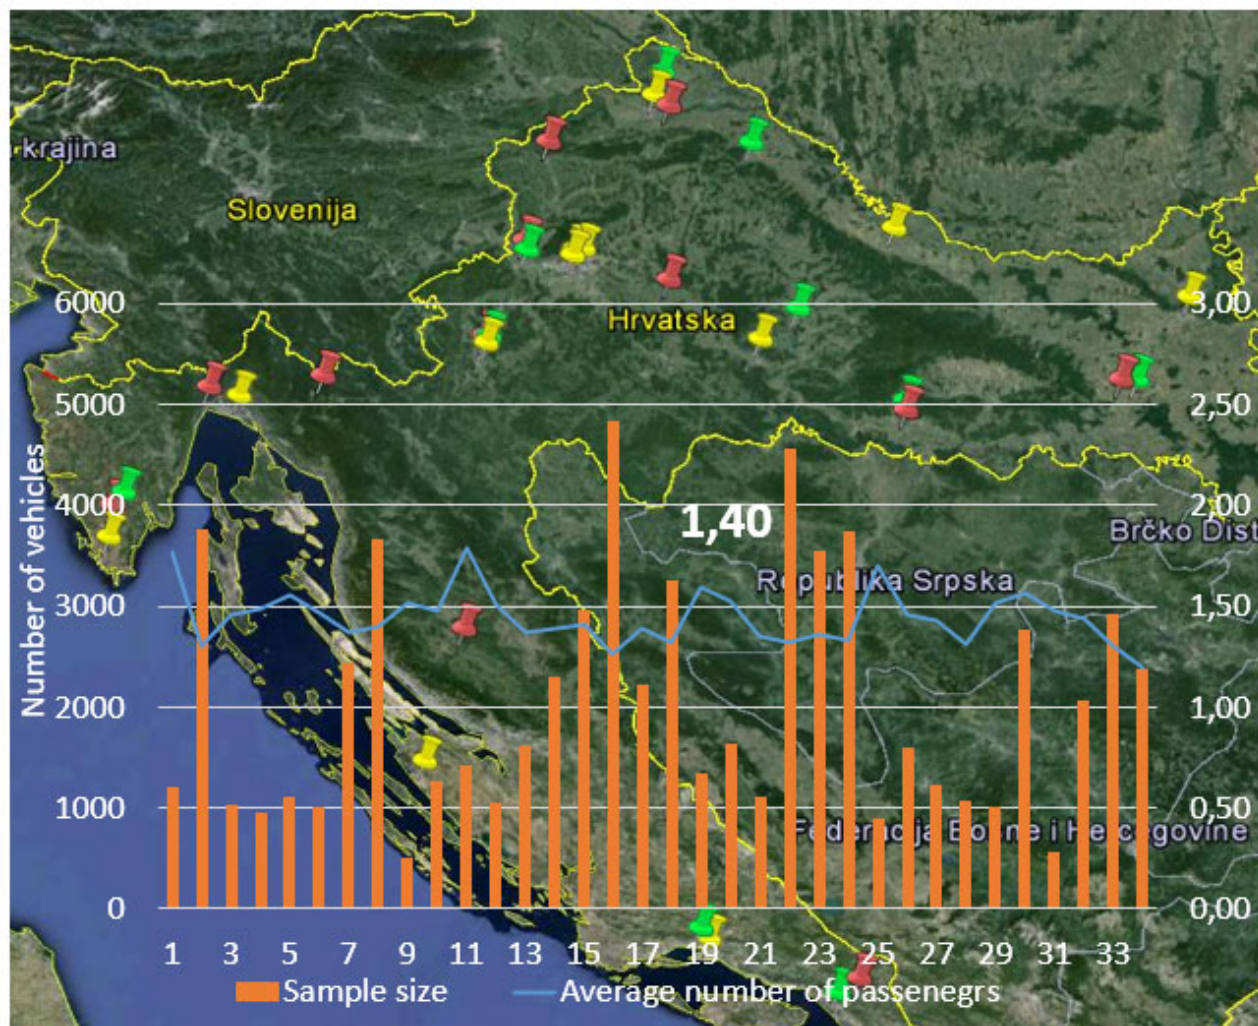 krajina
Slovenija
6000
3,00
Hrvatska
5000
2,50
Number of vehicles
4000
1,40
2,00
Brčko Dist
Republika Srpska
3000
1,50
2000
1,00
1000
0,50
Federacija Bosne i Hercegovine
0
0,00
1 3 5 7 9 11 13 15 17 19 21 23 25 27 29 31 33
Sample size
Average number of passenegrs